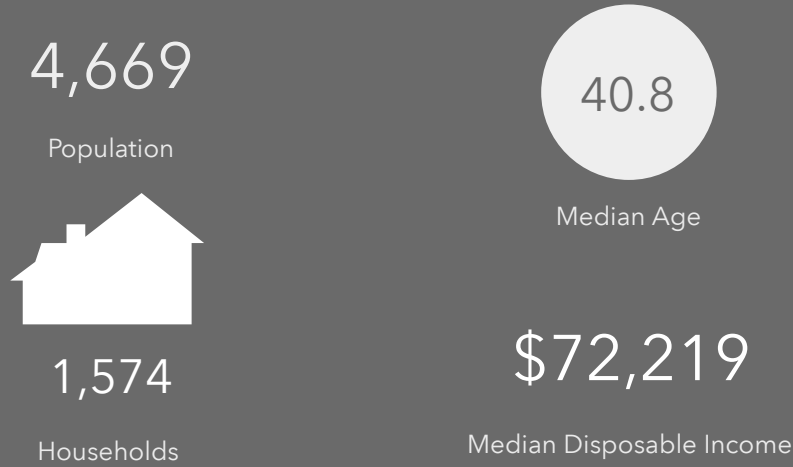 4,669
Population
1,574
Households
40.8
Median Age
$72,219
Median Disposable Income